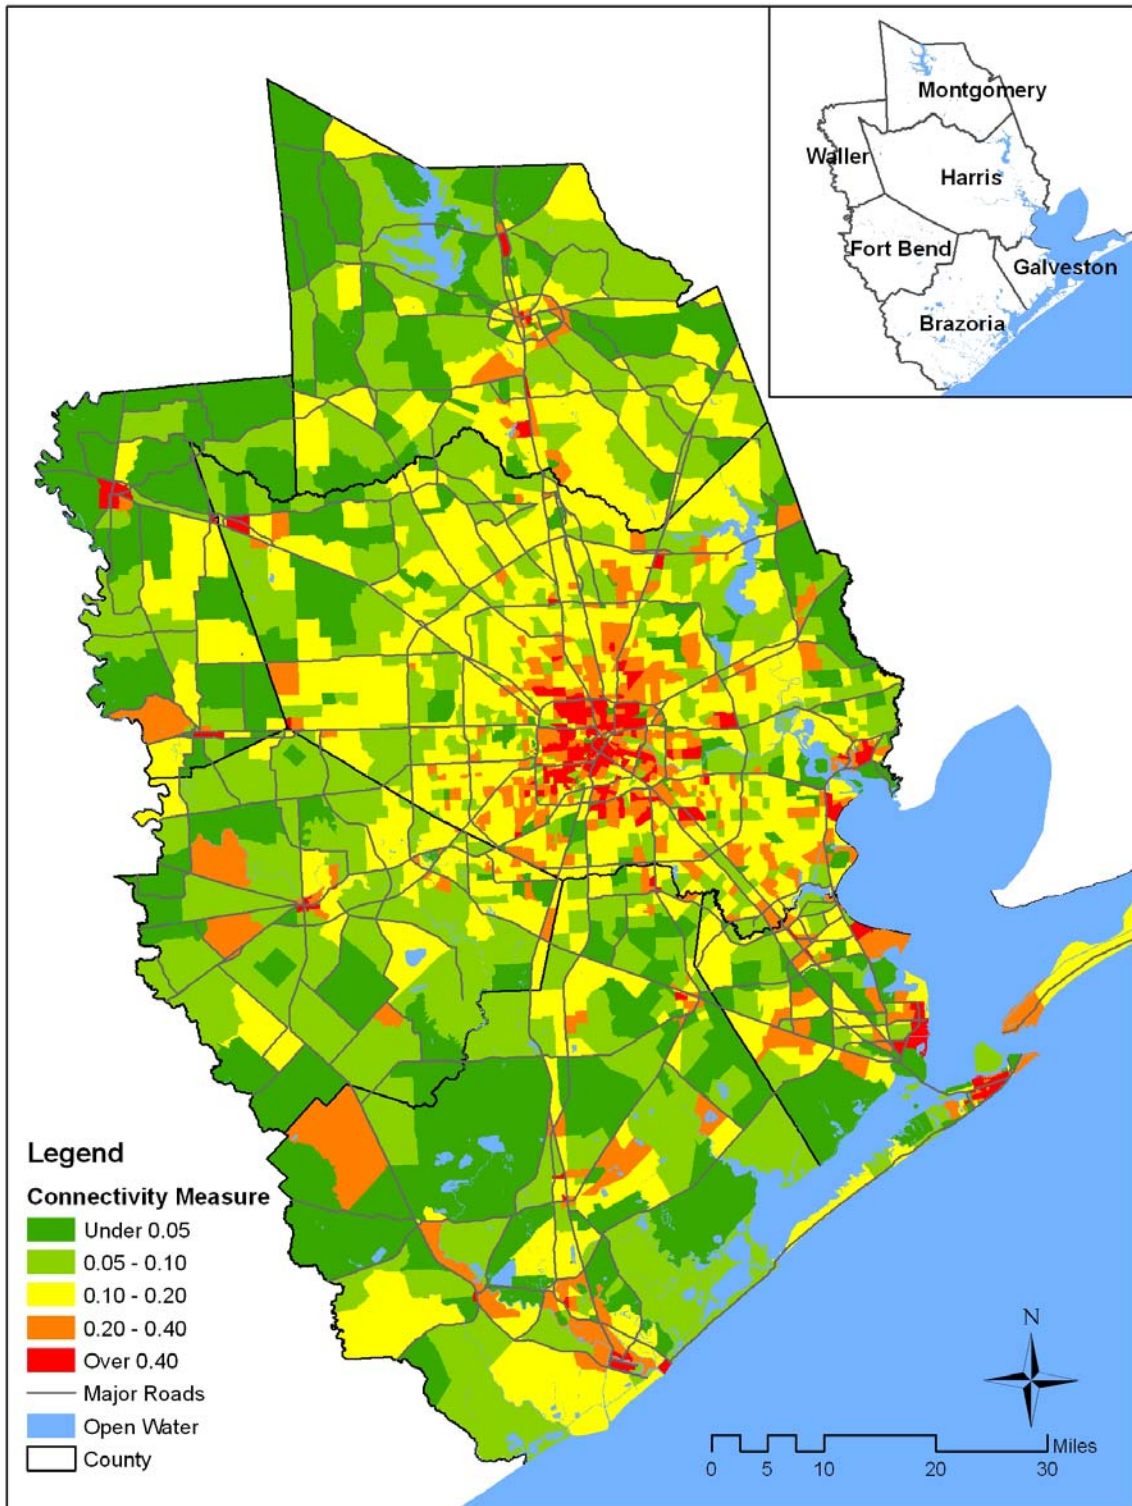 Montgomery
Waller
Harris
Fort Bend
Galveston
Brazoria
Legend
Connectivity Measure
Under 0.05
0.05 - 0.10
0.10 - 0.20
0.20 - 0.40
Over 0.40
Major Roads
Open Water
County
N
Miles
0 5 10 20 30